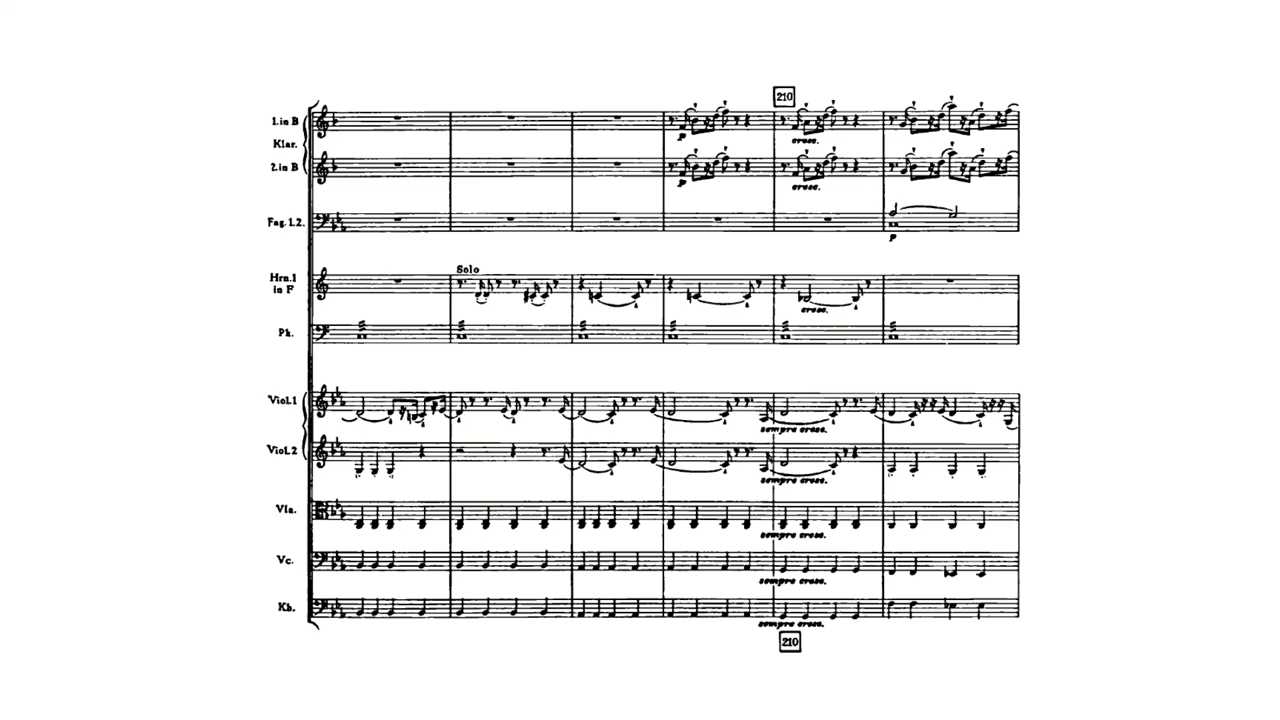 210
1. in B
Klar.
2. in B
p
cresc.
p
cresc.
Fag. 1.2.
p
Hrn.1
in F
Solo
cresc.
Pk.
Viol.1
sempre cresc.
Viol.2
sempre cresc.
Vla.
sempre cresc.
Vc.
sempre cresc.
Kb.
sempre cresc.
210